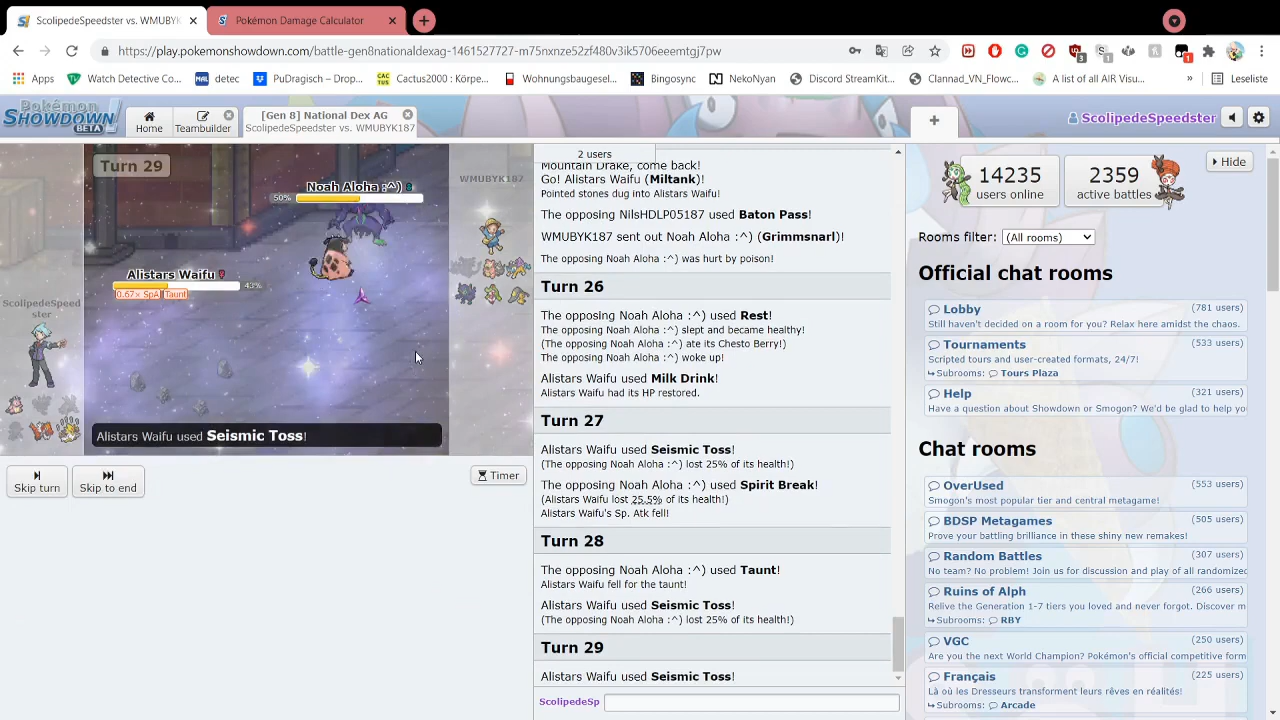 ScolipedeSpeedster vs. WMUBYK
Pokémon Damage Calculator
https://play.pokemonshowdown.com/battle-gen8nationaldexag-1461527727-m75nxnze52zf480v3ik5706eeemtgj7pw
Apps
Watch Detective Co...
detec
PuDragisch – Drop...
Cactus2000 : Körpe...
Wohnungsbaugesel...
Bingosync
NekoNyan
Discord StreamKit...
Clannad_VN_Flowc...
A list of all AIR Visu...
»
Leseliste
Pokémon
SHOWDOWN
BETA
Home
Teambuilder
[Gen 8] National Dex AG
ScolipedeSpeedster vs. WMUBYK187
ScolipedeSpeedster
Hide
Turn 29
Noah Aloha :^)
50%
WMUBYK187
Alistars Waifu
43%
0.67× SpA Taunt
ScolipedeSpeed
ster
Alistars Waifu used Seismic Toss!
Skip turn
Skip to end
Timer
2 users
Mountain Drake, come back!
Go! Alistars Waifu (Miltank)!
Pointed stones dug into Alistars Waifu!
The opposing NilsHDLP05187 used Baton Pass!
WMUBYK187 sent out Noah Aloha :^) (Grimmsnarl)!
The opposing Noah Aloha :^) was hurt by poison!
Turn 26
The opposing Noah Aloha :^) used Rest!
The opposing Noah Aloha :^) slept and became healthy!
(The opposing Noah Aloha :^) ate its Chesto Berry!)
The opposing Noah Aloha :^) woke up!
Alistars Waifu used Milk Drink!
Alistars Waifu had its HP restored.
Turn 27
Alistars Waifu used Seismic Toss!
(The opposing Noah Aloha :^) lost 25% of its health!)
The opposing Noah Aloha :^) used Spirit Break!
(Alistars Waifu lost 25.5% of its health!)
Alistars Waifu's Sp. Atk fell!
Turn 28
The opposing Noah Aloha :^) used Taunt!
Alistars Waifu fell for the taunt!
Alistars Waifu used Seismic Toss!
(The opposing Noah Aloha :^) lost 25% of its health!)
Turn 29
Alistars Waifu used Seismic Toss!
ScolipedeSp
14235
users online
2359
active battles
Rooms filter: (All rooms)
Official chat rooms
Lobby
(781 users)
Still haven't decided on a room for you? Relax here amidst the chaos.
Tournaments
(533 users)
Scripted tours and user-created formats, 24/7!
Subrooms: Tours Plaza
Help
(321 users)
Have a question about Showdown or Smogon? We'd be glad to help yo
Chat rooms
OverUsed
(553 users)
Smogon's most popular tier and central metagame!
BDSP Metagames
(505 users)
Prove your battling brilliance in these shiny new remakes!
Random Battles
(307 users)
No team? No problem! Join us for discussion and play of all randomize
Ruins of Alph
(266 users)
Relive the Generation 1-7 tiers you loved and never forgot. Discover m
Subrooms: RBY
VGC
(250 users)
Are you the next World Champion? Pokémon's official competitive form
Français
(225 users)
Là où les Dresseurs transforment leurs rêves en réalités!
Subrooms: Arcade